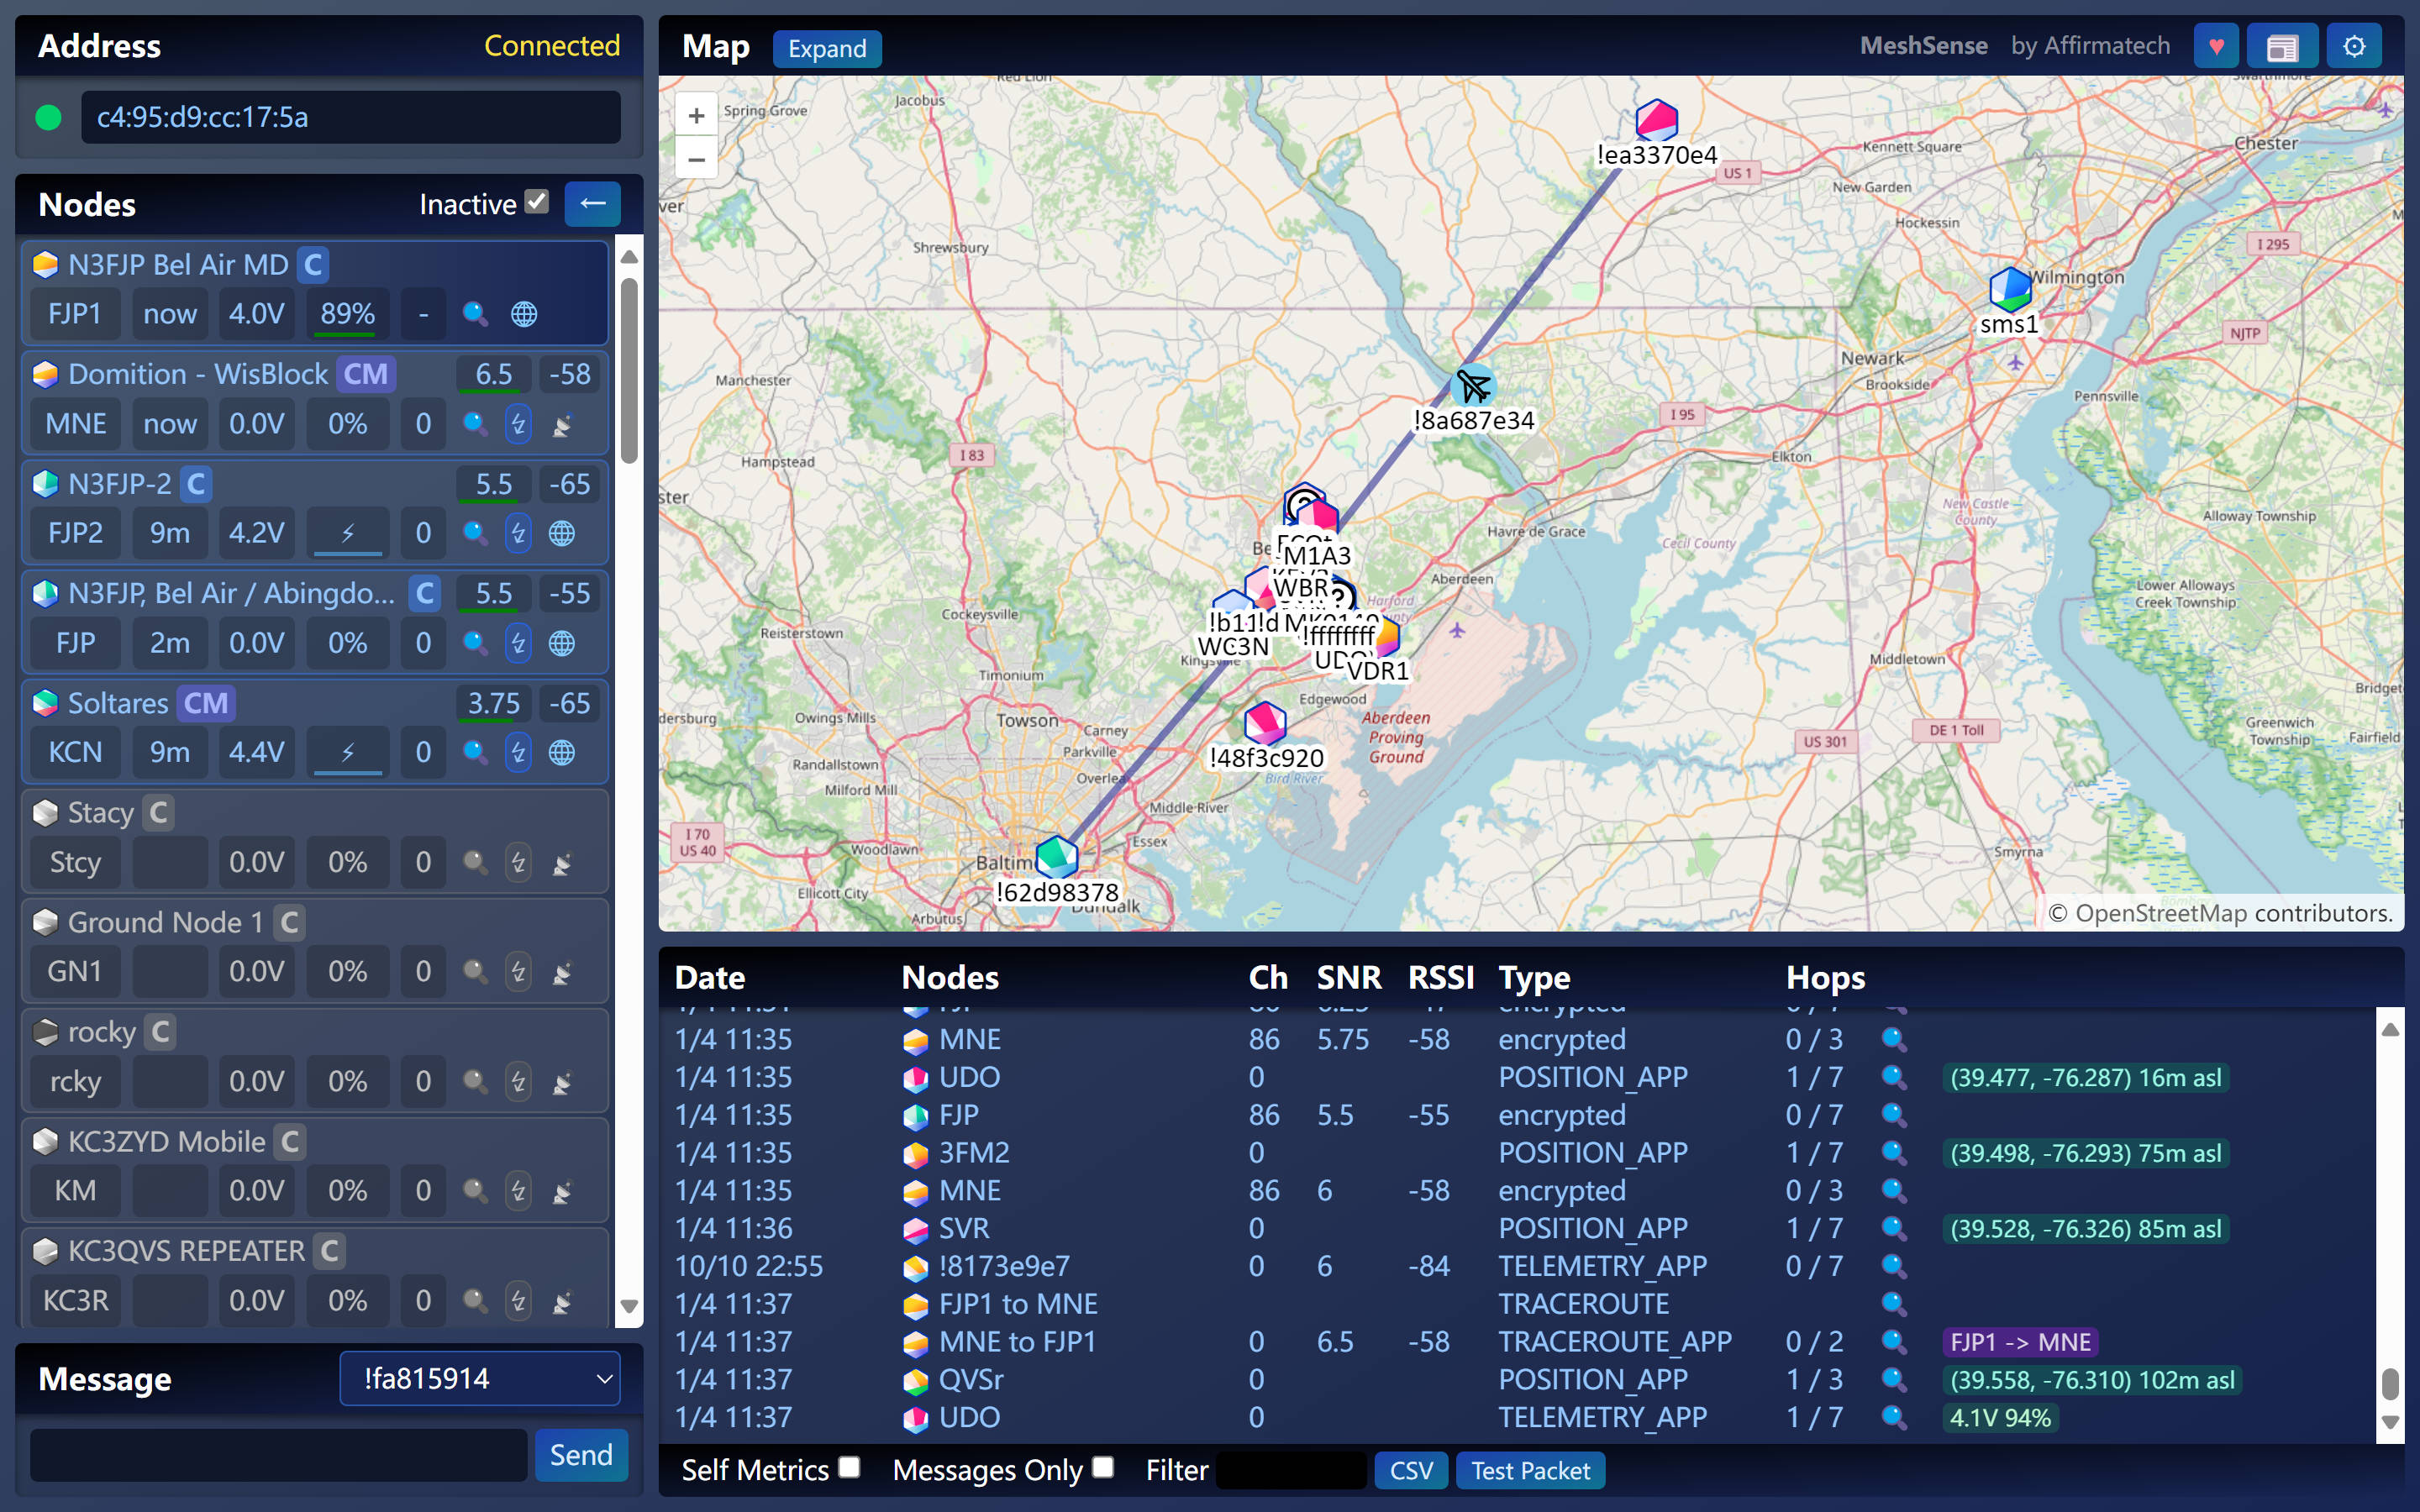 Address
Connected
c4:95:d9:cc:17:5a
Nodes
Inactive
←
N3FJP Bel Air MD C
FJP1 now 4.0V 89% -
Domition - WisBlock CM 6.5 -58
MNE now 0.0V 0% 0
N3FJP-2 C 5.5 -65
FJP2 9m 4.2V 0
N3FJP, Bel Air / Abingdo... C 5.5 -55
FJP 2m 0.0V 0% 0
Soltares CM 3.75 -65
KCN 9m 4.4V 0
Stacy C
Stcy 0.0V 0% 0
Ground Node 1 C
GN1 0.0V 0% 0
rocky C
rcky 0.0V 0% 0
KC3ZYD Mobile C
KM 0.0V 0% 0
KC3QVS REPEATER C
KC3R 0.0V 0% 0
Message
!fa815914
Send
Map
Expand
MeshSense by Affirmatech
+
−
Red Lion
Swarthmore
Spring Grove
Jacobus
!ea3370e4
US 1
Kennett Square
Chester
New Garden
Hockessin
Shrewsbury
I 295
Wilmington
sms1
NJTP
Newark
Brookside
Manchester
!8a687e34
Pennsville
I 95
I 83
Hampstead
Elkton
New Castle County
Alloway Township
Havre de Grace
Cecil County
M1A3
Aberdeen
WBR
Lower Alloways
Creek Township
Harford
Cockeysville
Reisterstown
!b11
!d
!ffffffff
WC3N
VDR1
Middletown
Timonium
Edgewood
Owings Mills
Towson
Carney
Parkville
Aberdeen
Proving
Ground
Greenwich
Township
Fairfield
DE 1 Toll
US 301
Randallstown
!48f3c920
Bird River
Milford Mill
Middle River
I 70
US 40
Woodlawn
Essex
Smyrna
!62d98378
Ellicott City
Arbutus
© OpenStreetMap contributors.
Date Nodes Ch SNR RSSI Type Hops
1/4 11:35 MNE 86 5.75 -58 encrypted 0 / 3
1/4 11:35 UDO 0 POSITION_APP 1 / 7 (39.477, -76.287) 16m asl
1/4 11:35 FJP 86 5.5 -55 encrypted 0 / 7
1/4 11:35 3FM2 0 POSITION_APP 1 / 7 (39.498, -76.293) 75m asl
1/4 11:35 MNE 86 6 -58 encrypted 0 / 3
1/4 11:36 SVR 0 POSITION_APP 1 / 7 (39.528, -76.326) 85m asl
10/10 22:55 !8173e9e7 0 6 -84 TELEMETRY_APP 0 / 7
1/4 11:37 FJP1 to MNE TRACEROUTE
1/4 11:37 MNE to FJP1 0 6.5 -58 TRACEROUTE_APP 0 / 2 FJP1 -> MNE
1/4 11:37 QVSr 0 POSITION_APP 1 / 3 (39.558, -76.310) 102m asl
1/4 11:37 UDO 0 TELEMETRY_APP 1 / 7 4.1V 94%
Self Metrics
Messages Only
Filter
CSV
Test Packet